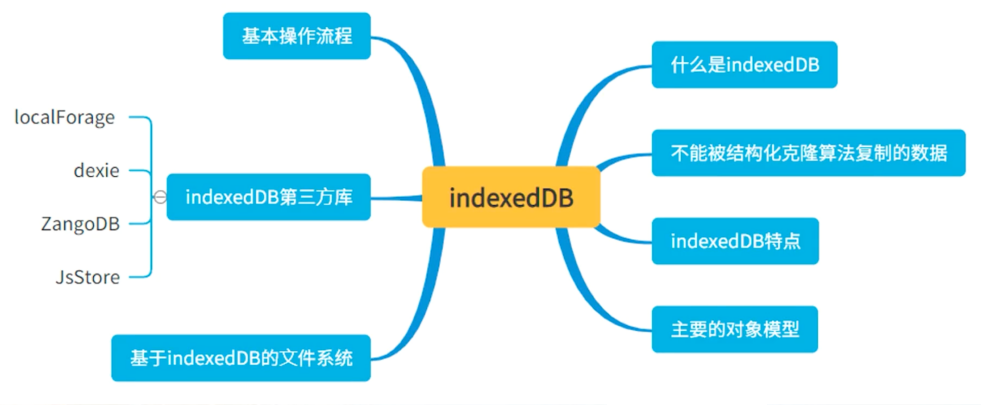 基本操作流程
localForage
dexie
ZangoDB
JsStore
indexedDB第三方库
基于indexedDB的文件系统
indexedDB
什么是indexedDB
不能被结构化克隆算法复制的数据
indexedDB特点
主要的对象模型